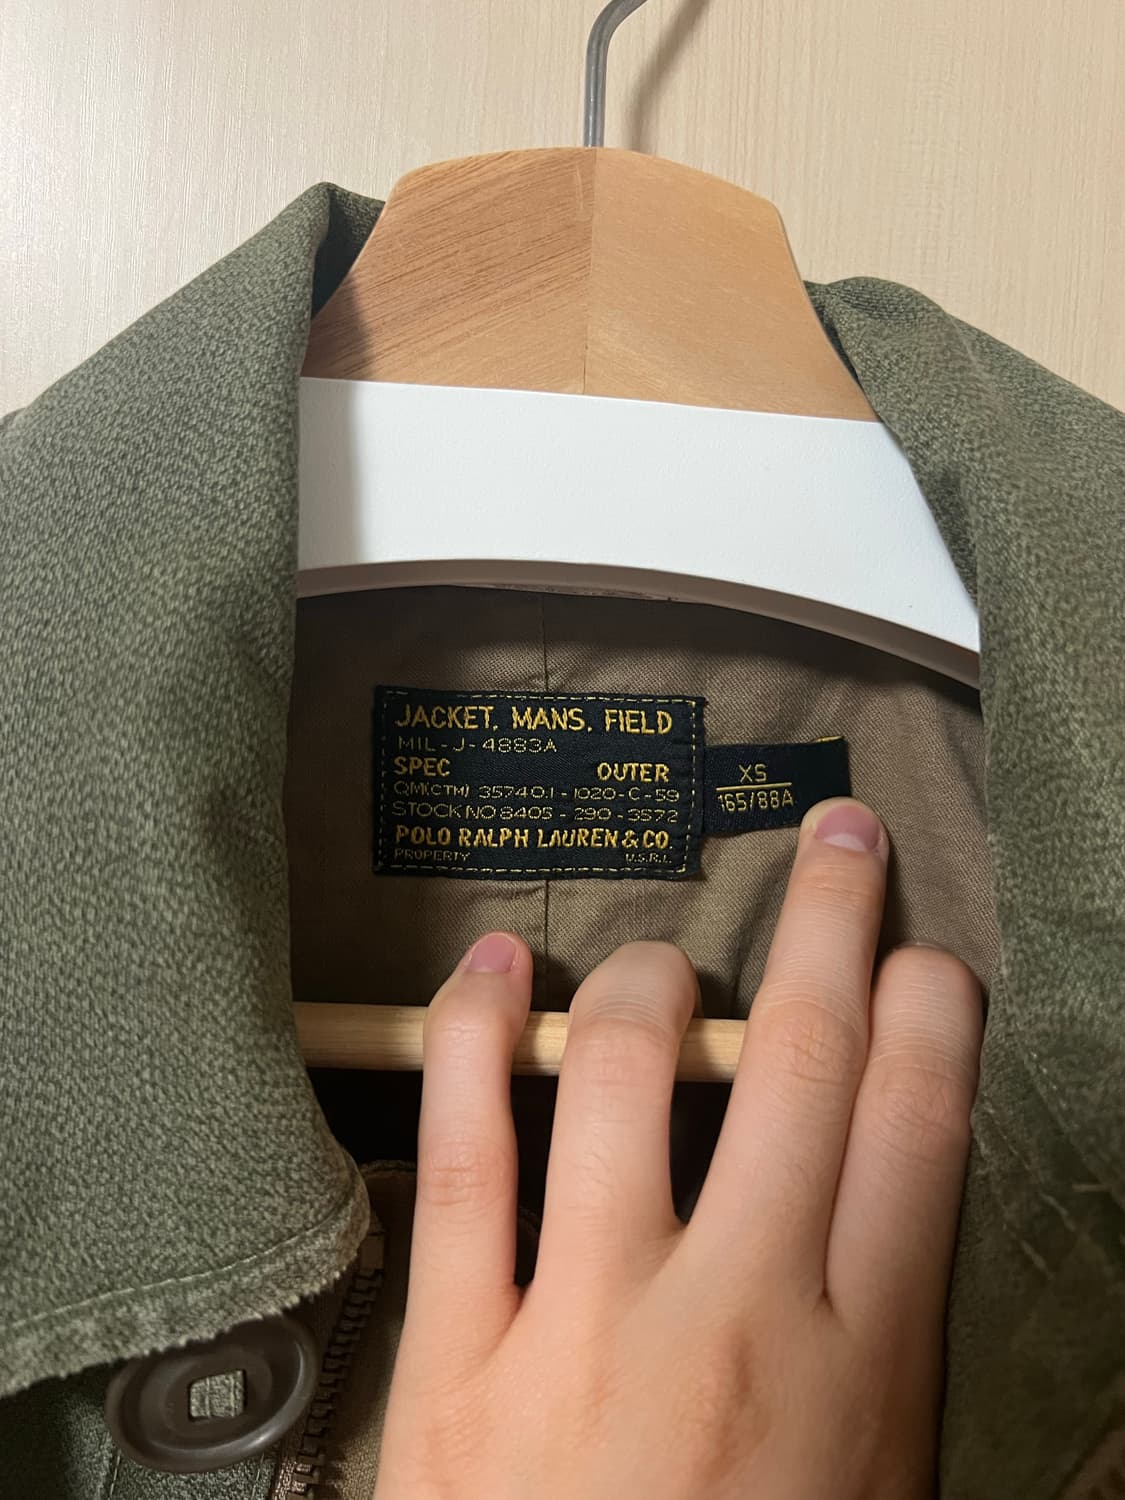 JACKET, MANS, FIELD
MIL-J-4883A
SPEC OUTER
QM(CTM) 35740.1-1020-C-59
STOCK NO 8405-290-3572
POLO RALPH LAUREN & CO.
PROPERTY U.S.R.L.
XS
165/88A